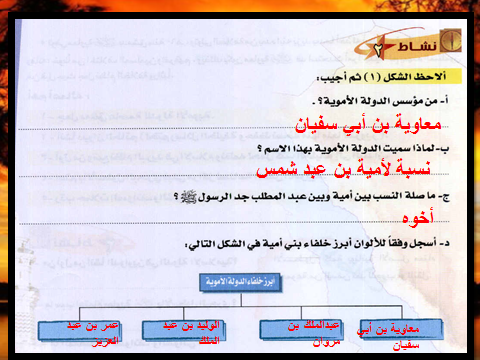 نشاط ٢
ألاحظ الشكل (١) ثم أجيب:
أ- من مؤسس الدولة الأموية؟.
معاوية بن أبي سفيان
ب-لماذا سميت الدولة الأموية بهذا الاسم ؟
نسبة لأمية بن عبد شمس
ج- ما صلة النسب بين أمية وبين عبد المطلب جد الرسول ﷺ ؟
أخوه
د- أسجل وفقاً للألوان أبرز خلفاء بني أمية في الشكل التالي:
أبرز خلفاء الدولة الأموية
معاوية بن أبي سفيان
عبدالملك بن مروان
الوليد بن عبد الملك
عمر بن عبد العزيز